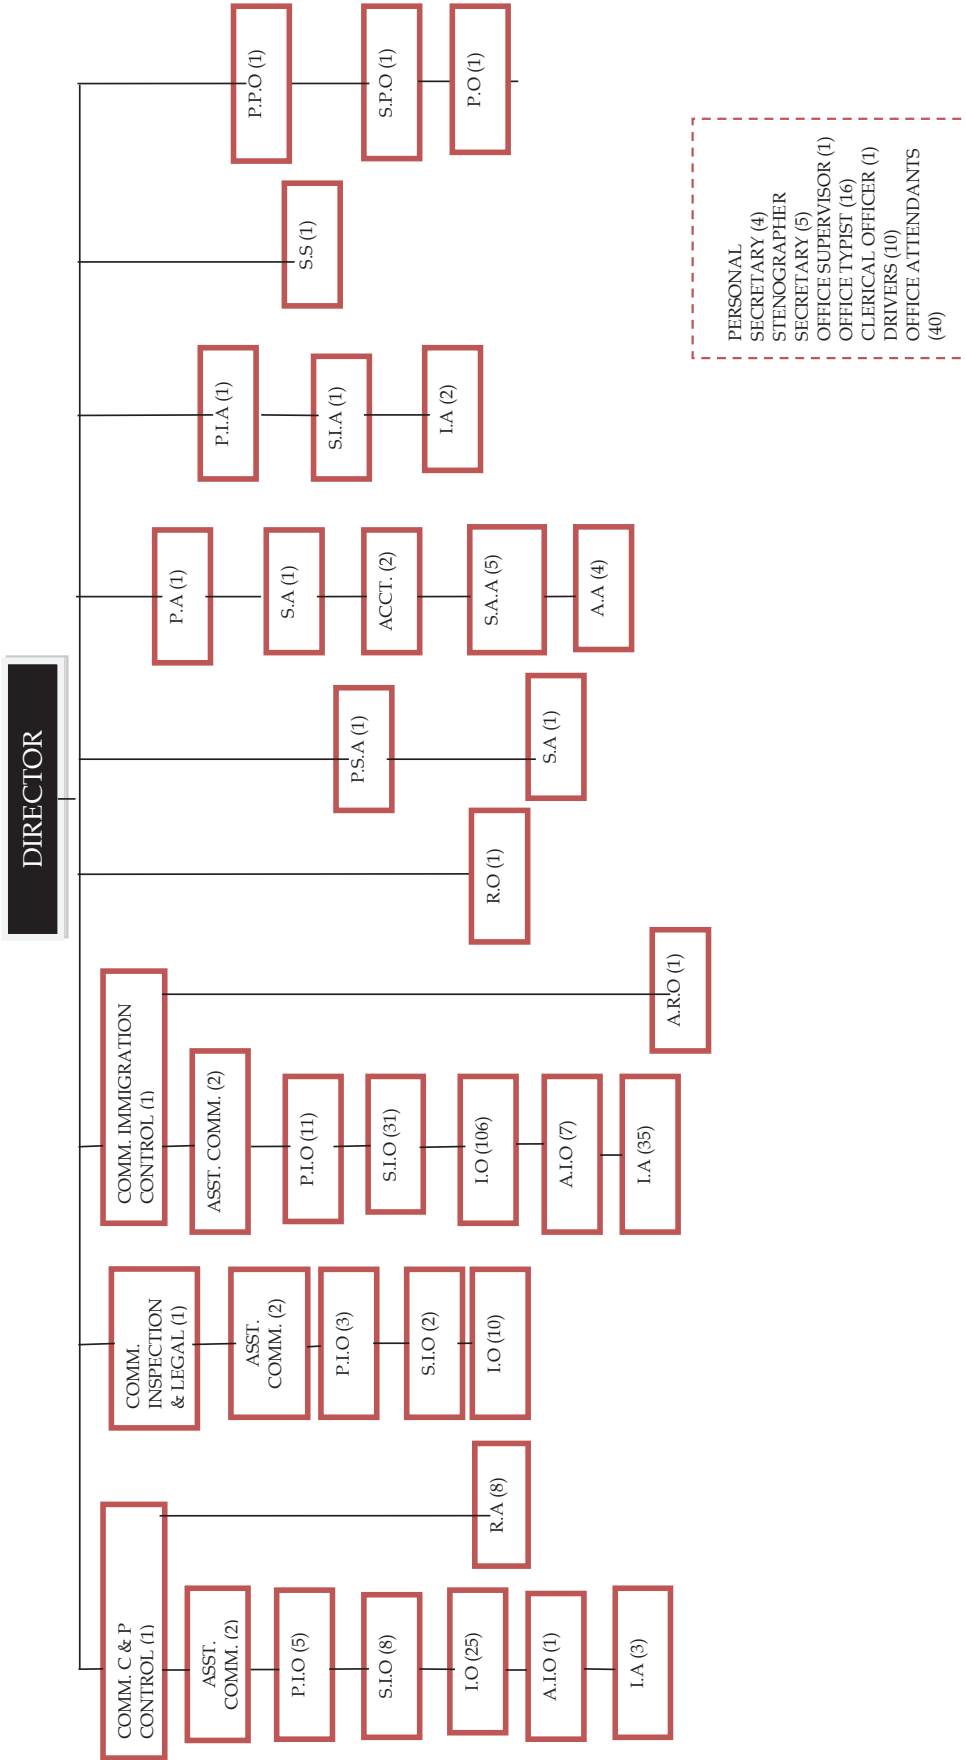 DIRECTOR
COMM. C & P
CONTROL (1)
ASST.
COMM. (2)
P.I.O (5)
S.I.O (8)
I.O (25)
A.I.O (1)
I.A (3)
R.A (8)
COMM.
INSPECTION
& LEGAL (1)
ASST.
COMM. (2)
P.I.O (3)
S.I.O (2)
I.O (10)
COMM. IMMIGRATION
CONTROL (1)
ASST. COMM. (2)
P.I.O (11)
S.I.O (31)
I.O (106)
A.I.O (7)
I.A (35)
A.R.O (1)
R.O (1)
P.S.A (1)
S.A (1)
P.A (1)
S.A (1)
ACCT. (2)
S.A.A (5)
A.A (4)
P.I.A (1)
S.I.A (1)
I.A (2)
S.S (1)
P.P.O (1)
S.P.O (1)
P.O (1)
PERSONAL
SECRETARY (4)
STENOGRAPHER
SECRETARY (5)
OFFICE SUPERVISOR (1)
OFFICE TYPIST (16)
CLERICAL OFFICER (1)
DRIVERS (10)
OFFICE ATTENDANTS
(40)